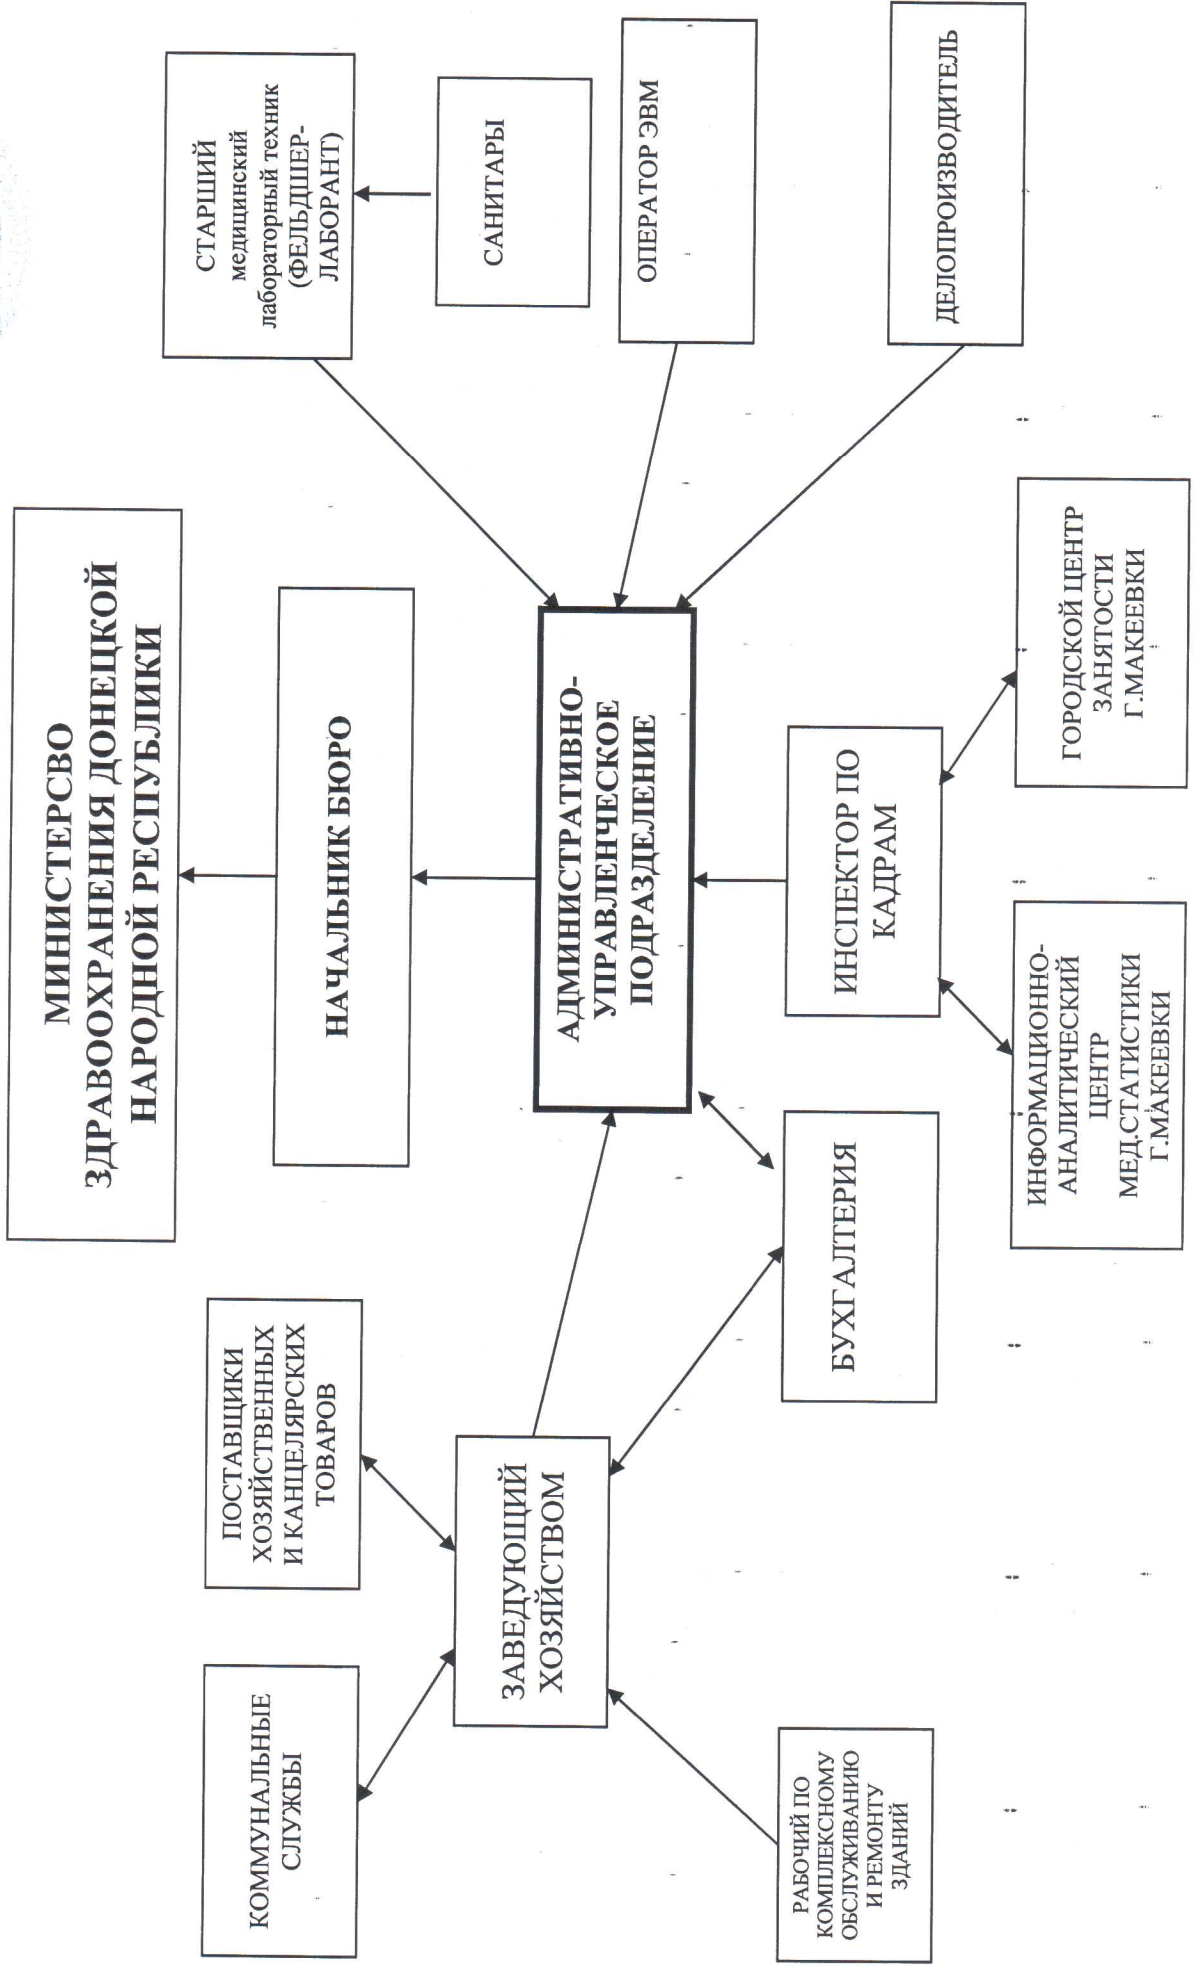 МИНИСТЕРСВО
ЗДРАВООХРАНЕНИЯ ДОНЕЦКОЙ
НАРОДНОЙ РЕСПУБЛИКИ
НАЧАЛЬНИК БЮРО
КОММУНАЛЬНЫЕ
СЛУЖБЫ
ПОСТАВЩИКИ
ХОЗЯЙСТВЕННЫХ
И КАНЦЕЛЯРСКИХ
ТОВАРОВ
СТАРШИЙ
медицинский
лабораторный техник
(ФЕЛЬДШЕР-
ЛАБОРАНТ)
САНИТАРЫ
ЗАВЕДУЮЩИЙ
ХОЗЯЙСТВОМ
АДМИНИСТРАТИВНО-
УПРАВЛЕНЧЕСКОЕ
ПОДРАЗДЕЛЕНИЕ
ОПЕРАТОР ЭВМ
РАБОЧИЙ ПО
КОМПЛЕКСНОМУ
ОБСЛУЖИВАНИЮ
И РЕМОНТУ
ЗДАНИЙ
БУХГАЛТЕРИЯ
ИНСПЕКТОР ПО
КАДРАМ
ДЕЛОПРОИЗВОДИТЕЛЬ
ИНФОРМАЦИОННО-
АНАЛИТИЧЕСКИЙ
ЦЕНТР
МЕД.СТАТИСТИКИ
Г.МАКЕЕВКИ
ГОРОДСКОЙ ЦЕНТР
ЗАНЯТОСТИ
Г.МАКЕЕВКИ